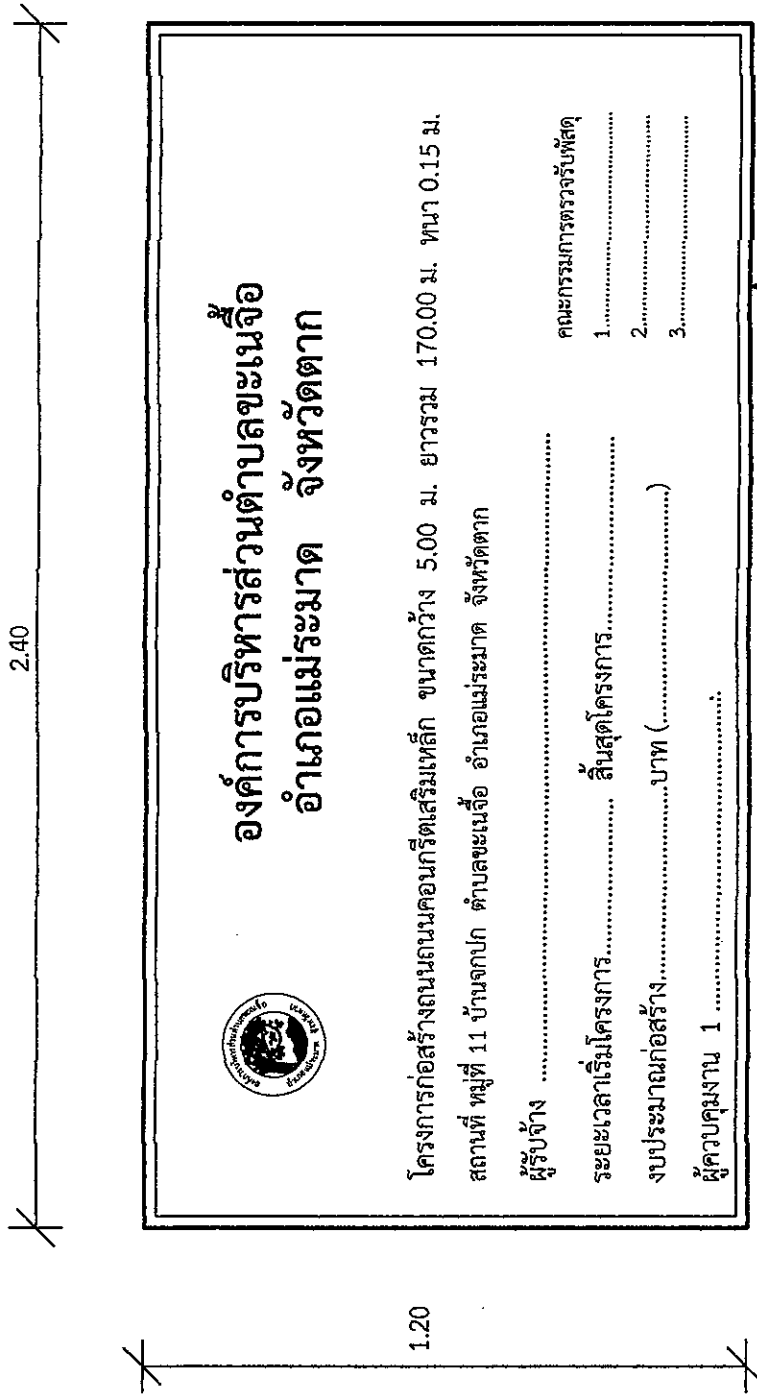 2.40
1.20
องค์การบริหารส่วนตำบลขะเนจื้อ
อำเภอแม่ระมาด จังหวัดตาก
โครงการก่อสร้างถนนถนนคอนกรีตเสริมเหล็ก ขนาดกว้าง 5.00 ม. ยาวรวม 170.00 ม. หนา 0.15 ม.
สถานที่ หมู่ที่ 11 บ้านจกปก ตำบลขะเนจื้อ อำเภอแม่ระมาด จังหวัดตาก
ผู้รับจ้าง ..........................................................................
ระยะเวลาเริ่มโครงการ.......................... สิ้นสุดโครงการ..............................
งบประมาณก่อสร้าง................................บาท (......................................)
ผู้ควบคุมงาน 1 ......................................................
คณะกรรมการตรวจรับพัสดุ
1...................................
2...................................
3...................................